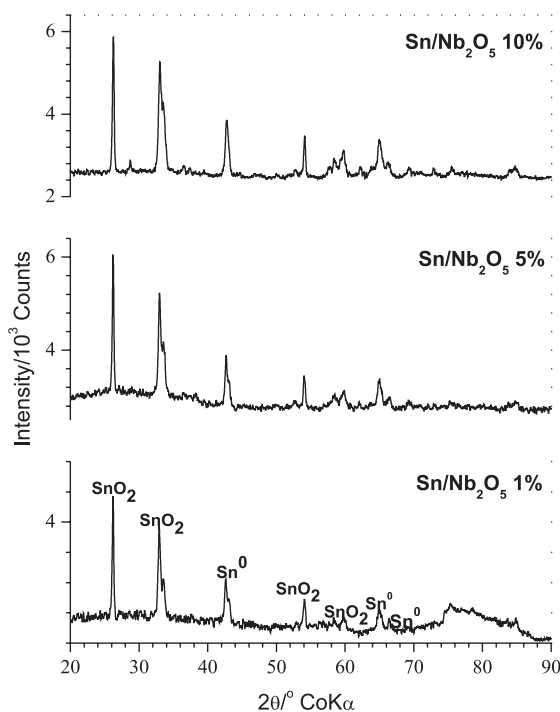 Sn/Nb₂O₅ 10%
6
4
2
Sn/Nb₂O₅ 5%
6
4
Intensity/10³ Counts
Sn/Nb₂O₅ 1%
4
SnO₂
SnO₂
Sn⁰
SnO₂
SnO₂
Sn⁰
Sn⁰
20 30 40 50 60 70 80 90
2θ/° CoKα